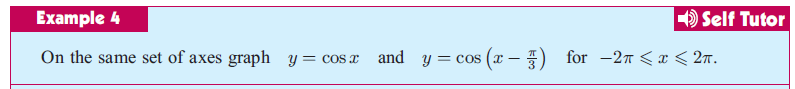 Example 4
Self Tutor
On the same set of axes graph y = cos x and y = cos (x − π/3) for −2π ⩽ x ⩽ 2π.